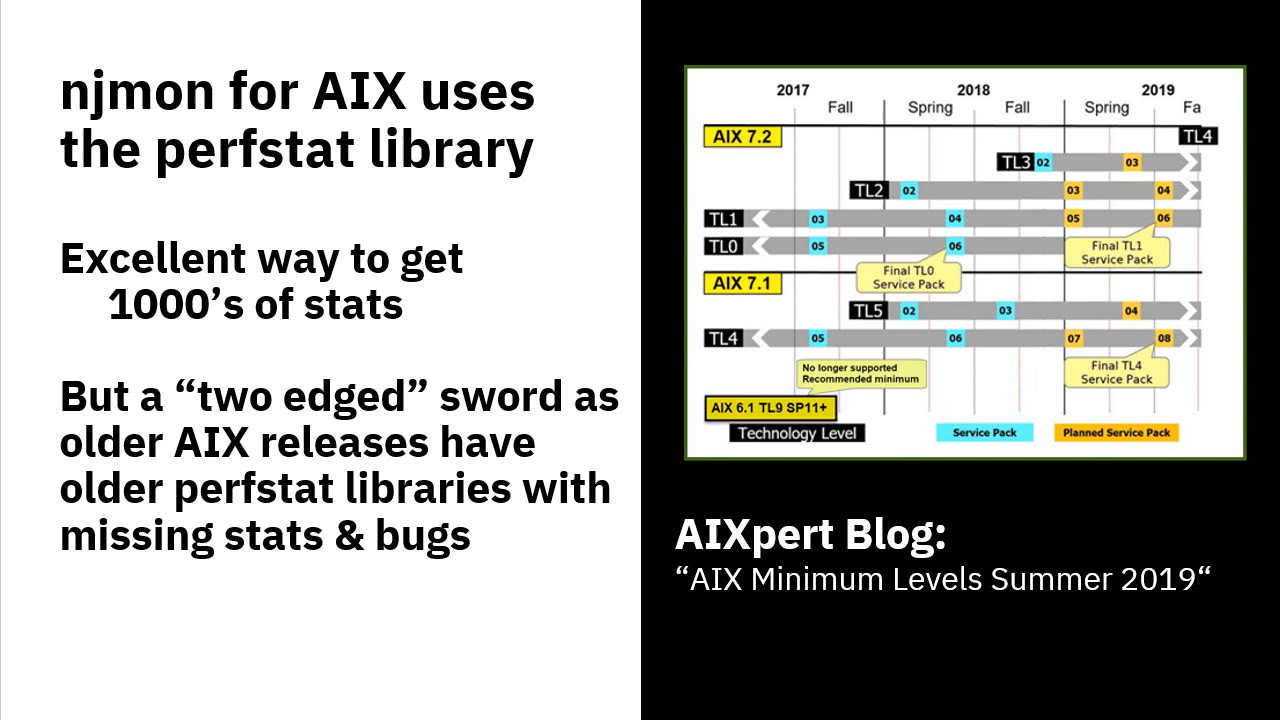 njmon for AIX uses
the perfstat library
Excellent way to get
1000’s of stats
But a “two edged” sword as
older AIX releases have
older perfstat libraries with
missing stats & bugs
2017 2018 2019
Fall Spring Fall Spring Fa
AIX 7.2
TL4
TL3 02 03
TL2 02 03 04
TL1 03 04 05 06
TL0 05 06
Final TL1
Service Pack
Final TL0
Service Pack
AIX 7.1
TL5 02 03 04
TL4 05 06 07 08
Final TL4
Service Pack
No longer supported
Recommended minimum
AIX 6.1 TL9 SP11+
Technology Level Service Pack Planned Service Pack
AIXpert Blog:
“AIX Minimum Levels Summer 2019“